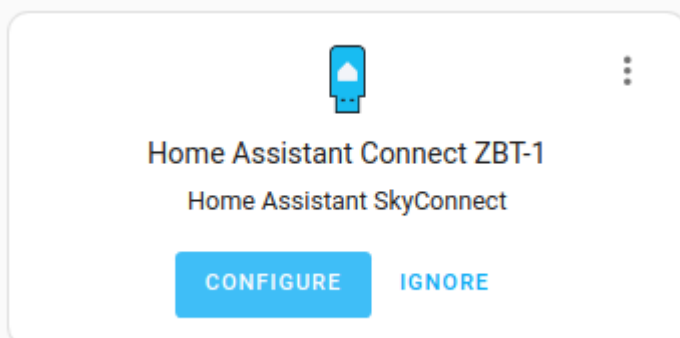 Home Assistant Connect ZBT-1
Home Assistant SkyConnect
CONFIGURE IGNORE